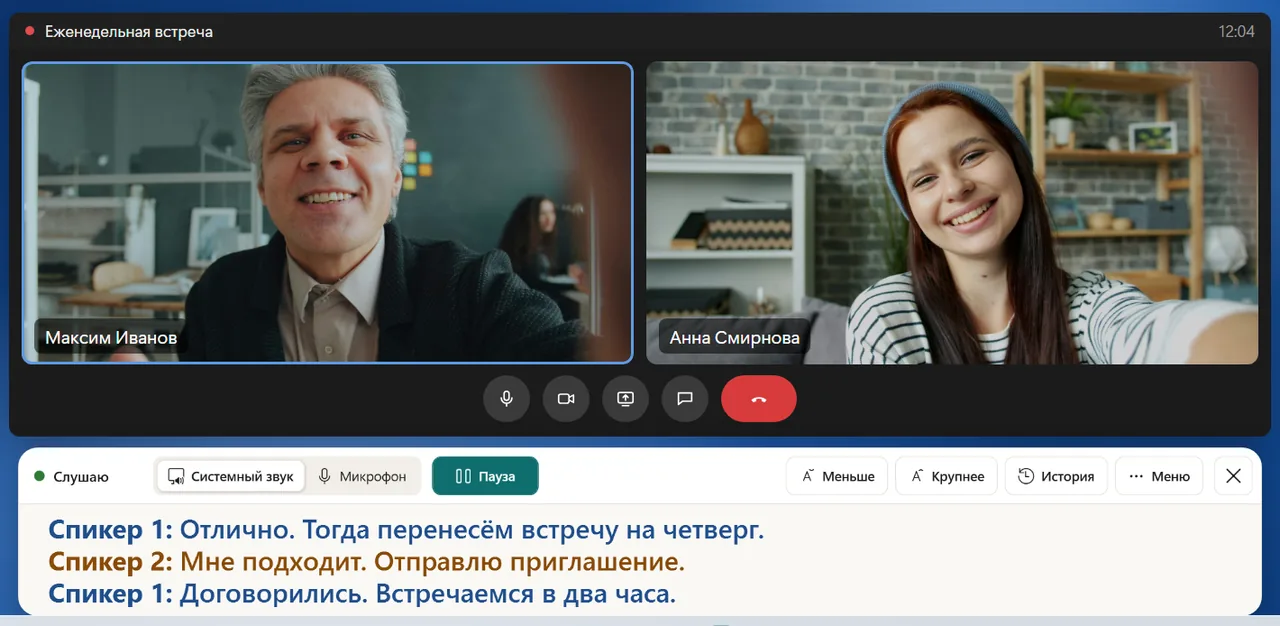 Еженедельная встреча
12:04
Максим Иванов
Анна Смирнова
Слушаю
Системный звук
Микрофон
Пауза
Меньше
Крупнее
История
Меню
Спикер 1: Отлично. Тогда перенесём встречу на четверг.
Спикер 2: Мне подходит. Отправлю приглашение.
Спикер 1: Договорились. Встречаемся в два часа.